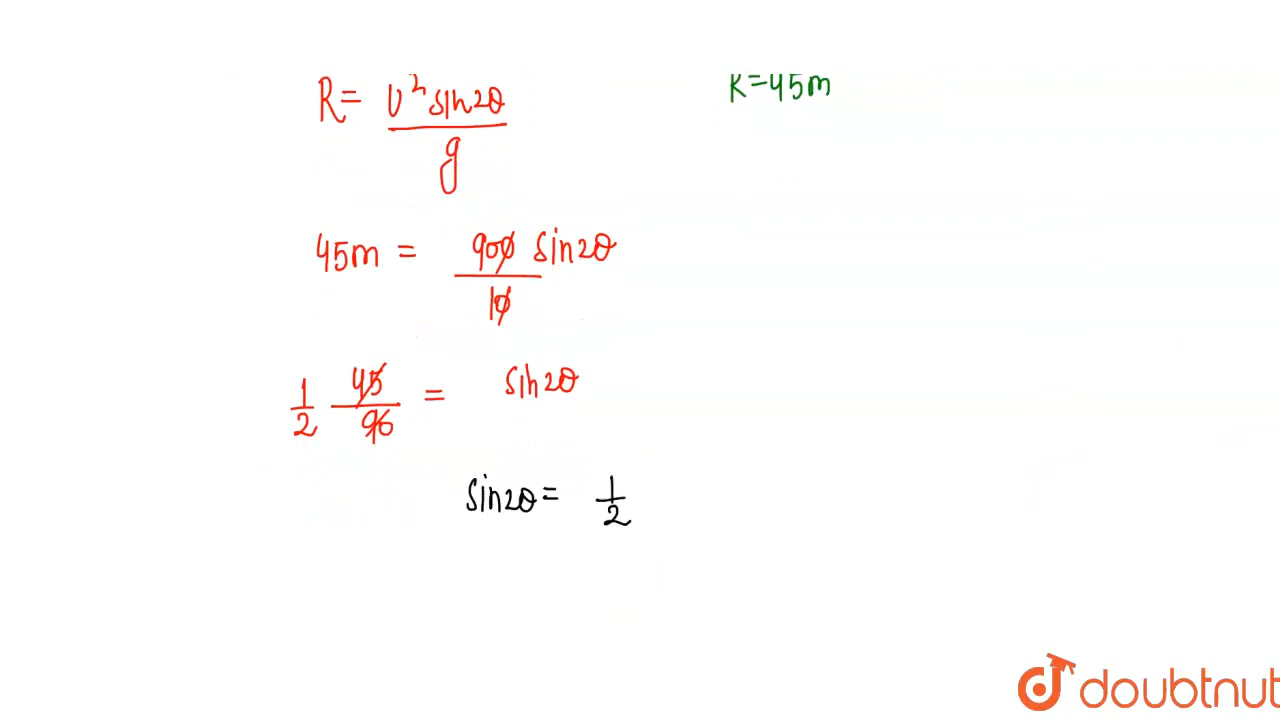 R = u² sin2θ / g
R = 45m
45m = 900 sin2θ / 10
1/2 45/90 = sin2θ
sin2θ = 1/2
doubtnut